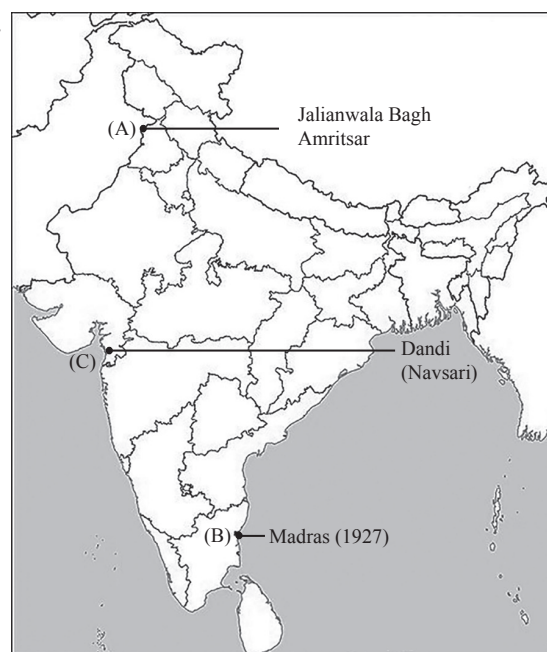 (A)
Jalianwala Bagh
Amritsar
(C)
Dandi
(Navsari)
(B)
Madras (1927)